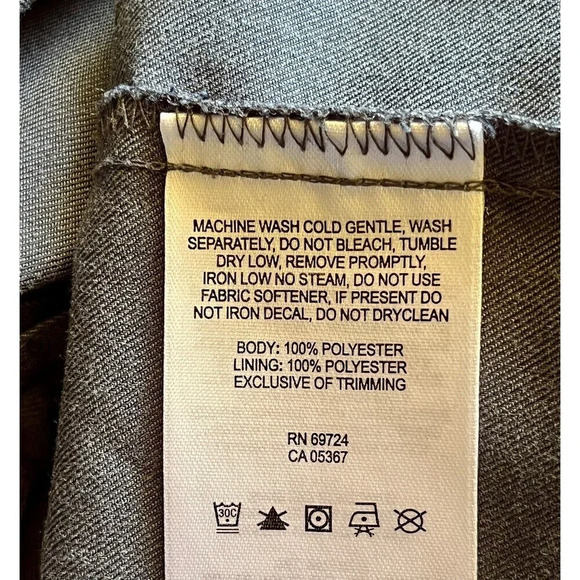 MACHINE WASH COLD GENTLE, WASH
SEPARATELY, DO NOT BLEACH, TUMBLE
DRY LOW, REMOVE PROMPTLY,
IRON LOW NO STEAM, DO NOT USE
FABRIC SOFTENER, IF PRESENT DO
NOT IRON DECAL, DO NOT DRYCLEAN
BODY: 100% POLYESTER
LINING: 100% POLYESTER
EXCLUSIVE OF TRIMMING
RN 69724
CA 05367
30C